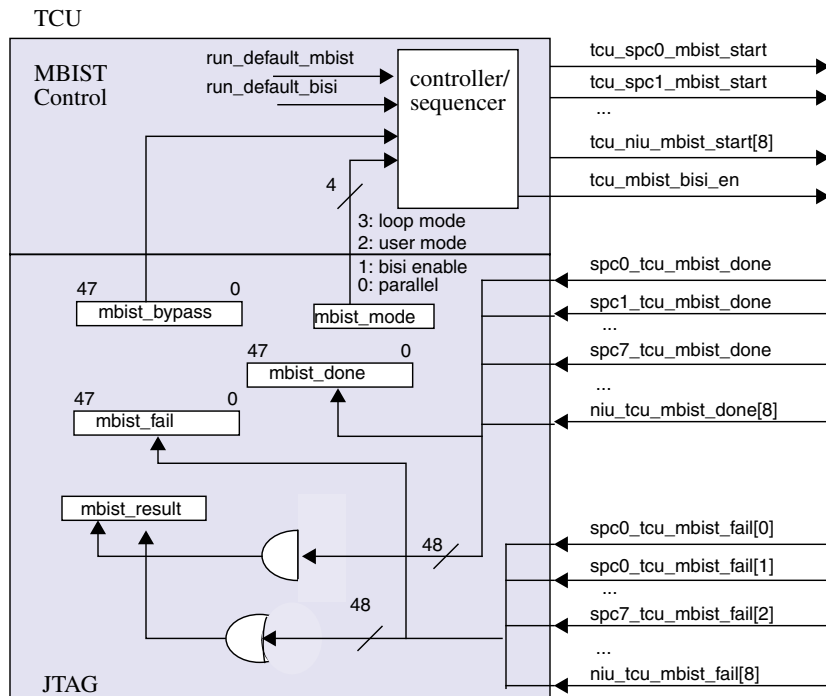 TCU
MBIST
Control
run_default_mbist
run_default_bisi
controller/
sequencer
tcu_spc0_mbist_start
tcu_spc1_mbist_start
...
tcu_niu_mbist_start[8]
tcu_mbist_bisi_en
4
3: loop mode
2: user mode
1: bisi enable
0: parallel
47 0
mbist_bypass
mbist_mode
47 0
mbist_done
47 0
mbist_fail
mbist_result
spc0_tcu_mbist_done
spc1_tcu_mbist_done
...
spc7_tcu_mbist_done
...
niu_tcu_mbist_done[8]
48
48
spc0_tcu_mbist_fail[0]
spc0_tcu_mbist_fail[1]
...
spc7_tcu_mbist_fail[2]
...
niu_tcu_mbist_fail[8]
JTAG